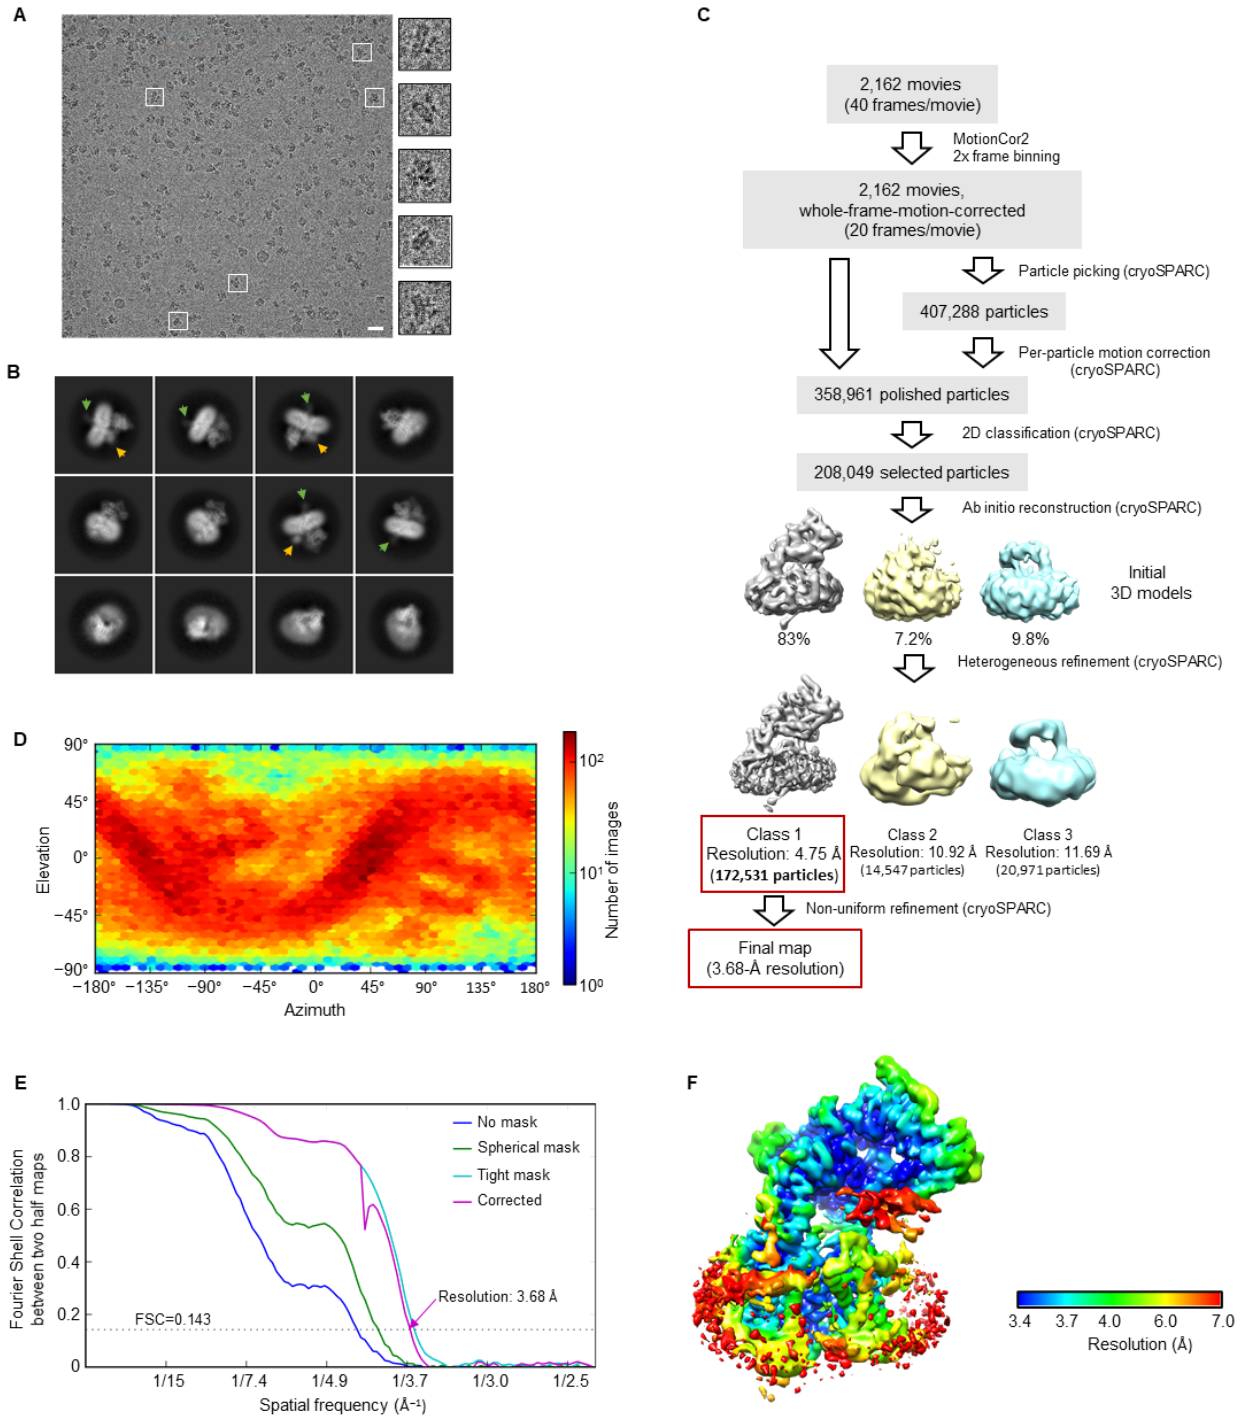 A
B
C
2,162 movies
(40 frames/movie)
MotionCor2
2x frame binning
2,162 movies,
whole-frame-motion-corrected
(20 frames/movie)
Particle picking (cryoSPARC)
407,288 particles
Per-particle motion correction
(cryoSPARC)
358,961 polished particles
2D classification (cryoSPARC)
208,049 selected particles
Ab initio reconstruction (cryoSPARC)
Initial
3D models
83%
7.2%
9.8%
Heterogeneous refinement (cryoSPARC)
Class 1
Resolution: 4.75 Å
(172,531 particles)
Class 2
Resolution: 10.92 Å
(14,547 particles)
Class 3
Resolution: 11.69 Å
(20,971 particles)
Non-uniform refinement (cryoSPARC)
Final map
(3.68-Å resolution)
D
90°
45°
0°
−45°
−90°
Elevation
−180°
−135°
−90°
−45°
0°
45°
90°
135°
180°
Azimuth
10²
10¹
10⁰
Number of images
E
1.0
0.8
0.6
0.4
0.2
0
Fourier Shell Correlation
between two half maps
No mask
Spherical mask
Tight mask
Corrected
Resolution: 3.68 Å
FSC=0.143
1/15
1/7.4
1/4.9
1/3.7
1/3.0
1/2.5
Spatial frequency (Å⁻¹)
F
3.4
3.7
4.0
6.0
7.0
Resolution (Å)